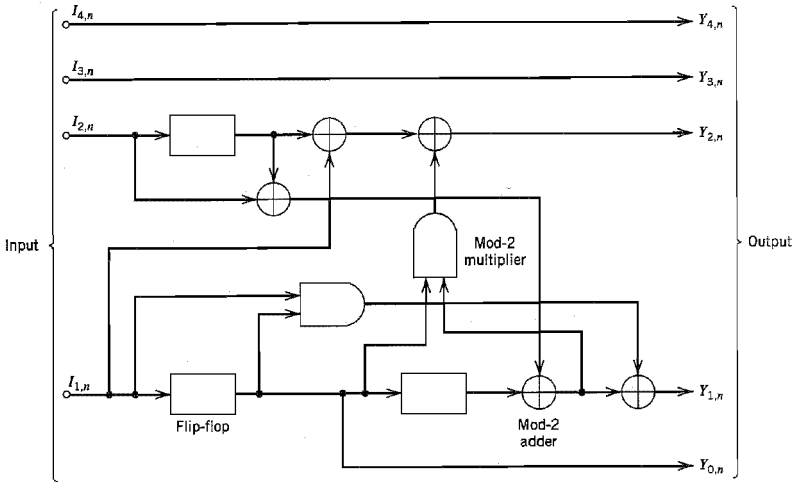 I4,n
Y4,n
I3,n
Y3,n
I2,n
Y2,n
Input
Mod-2
multiplier
Output
I1,n
Y1,n
Flip-flop
Mod-2
adder
Y0,n